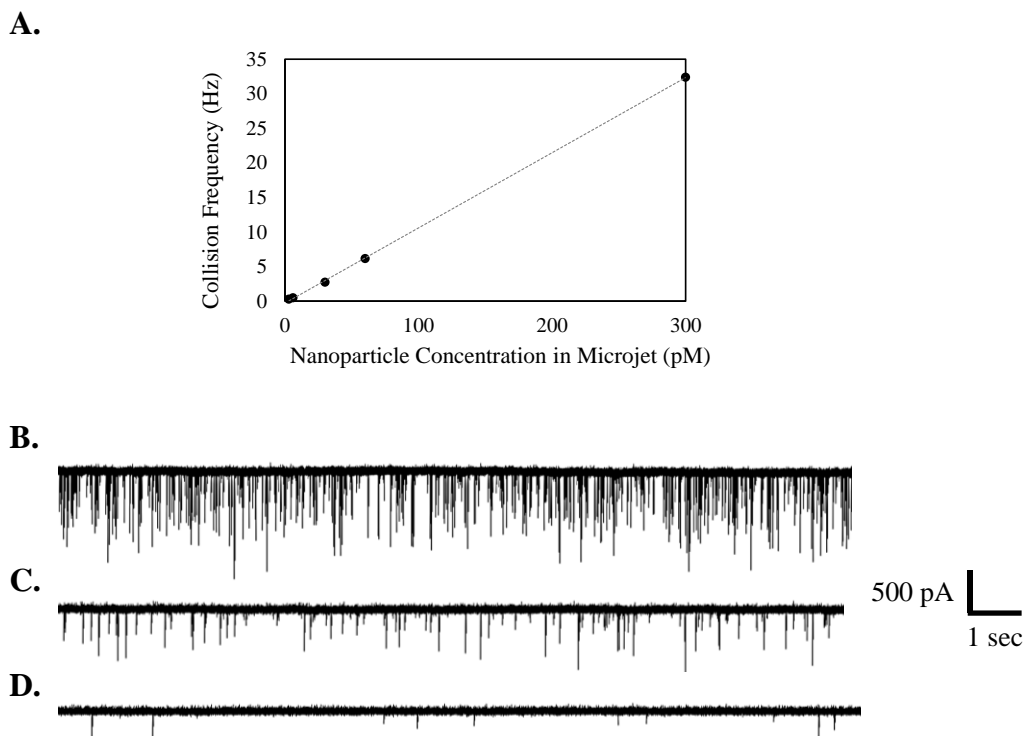 A.
35
30
25
20
15
10
5
0
Collision Frequency (Hz)
0 100 200 300
Nanoparticle Concentration in Microjet (pM)
B.
C.
500 pA
1 sec
D.